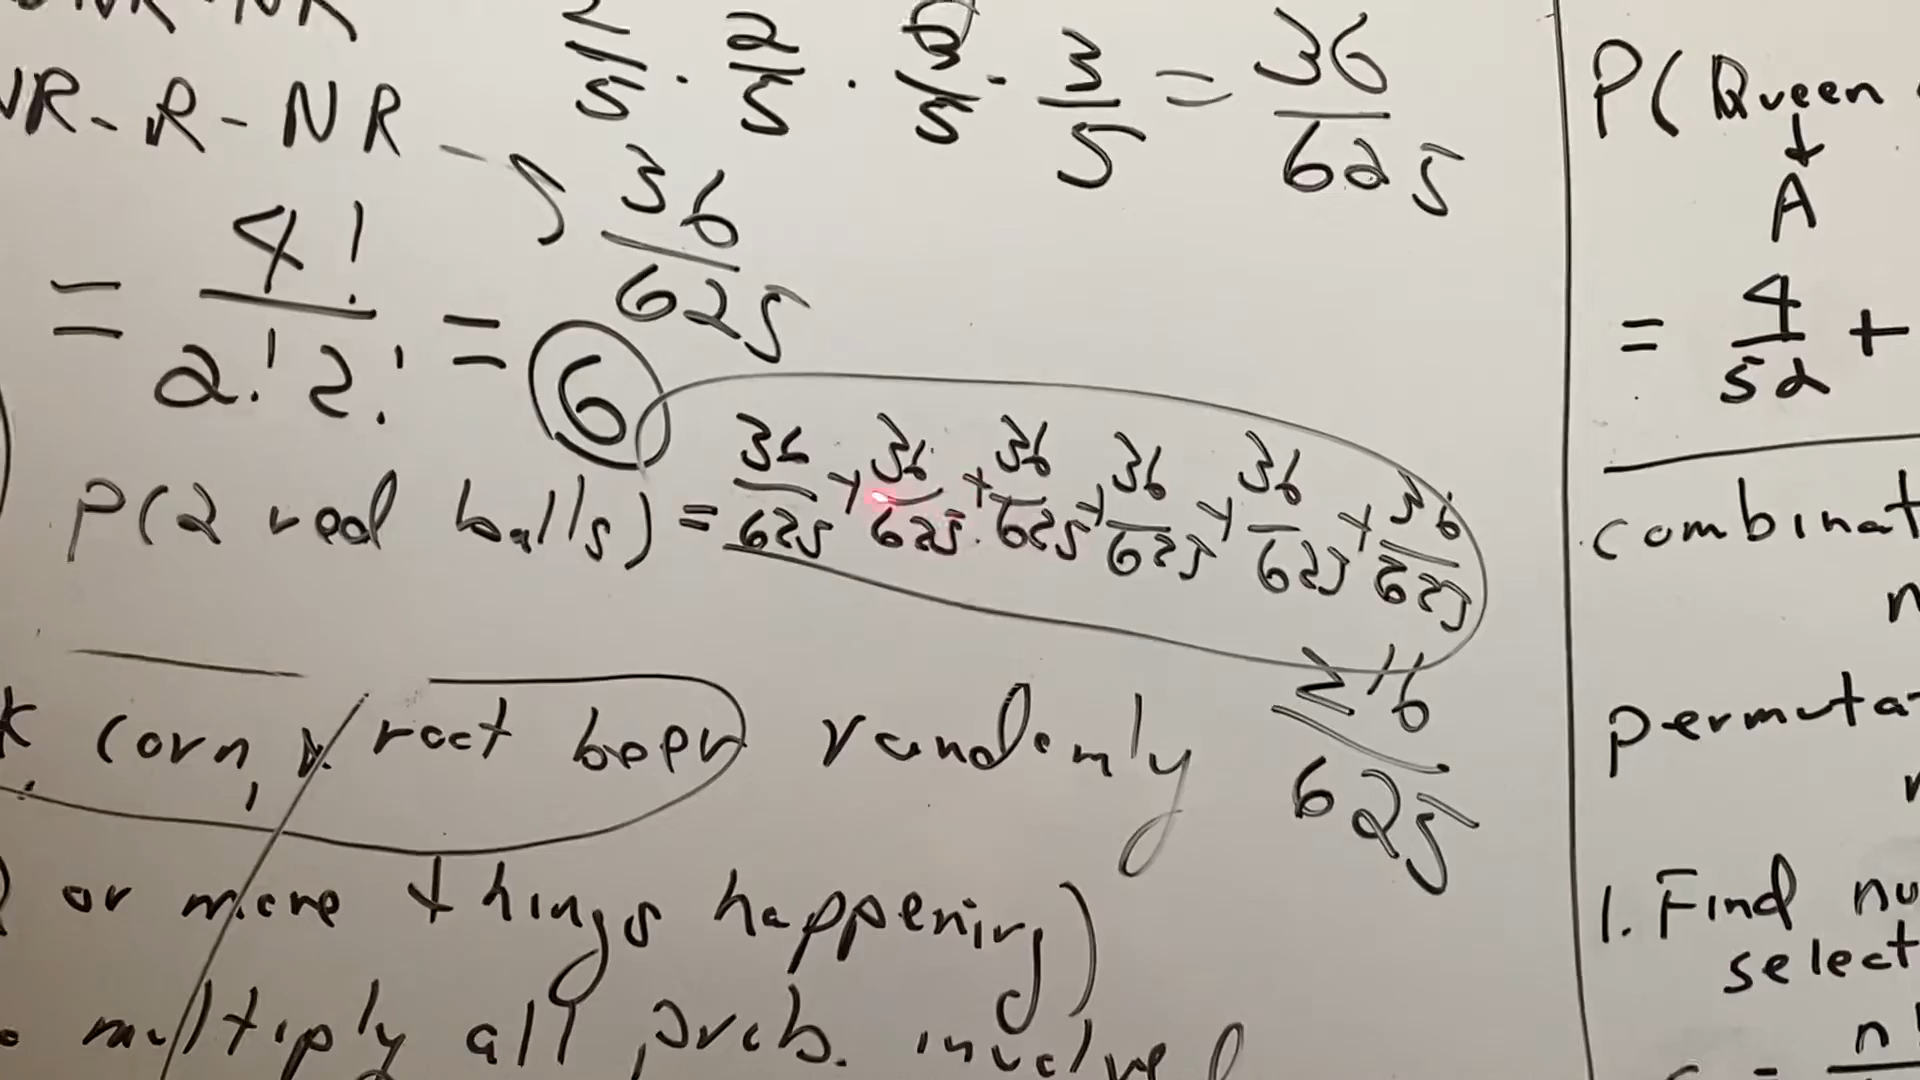 2/5 · 2/5 · 3/5 · 3/5 = 36/625
NR-R-NR → 36/625
= 4!/2!2! = 6
P(2 red balls) = 36/625 + 36/625 + 36/625 + 36/625 + 36/625 + 36/625
216/625
corn, root beer randomly
or more things happening)
multiply all prob. involved
P(Queen
↓
A
= 4/52 +
1. Find
select
n!